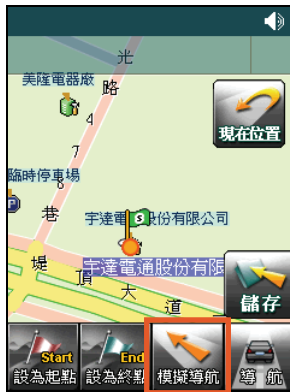 光
美隆電器廠
路
4
7
8
臨時停車場
P
巷
現在位置
S
宇達電 股份有限公司
宇達電通股份有限
堤
頂
大
道
儲存
Start
設為起點
End
設為終點
模擬導航
導航